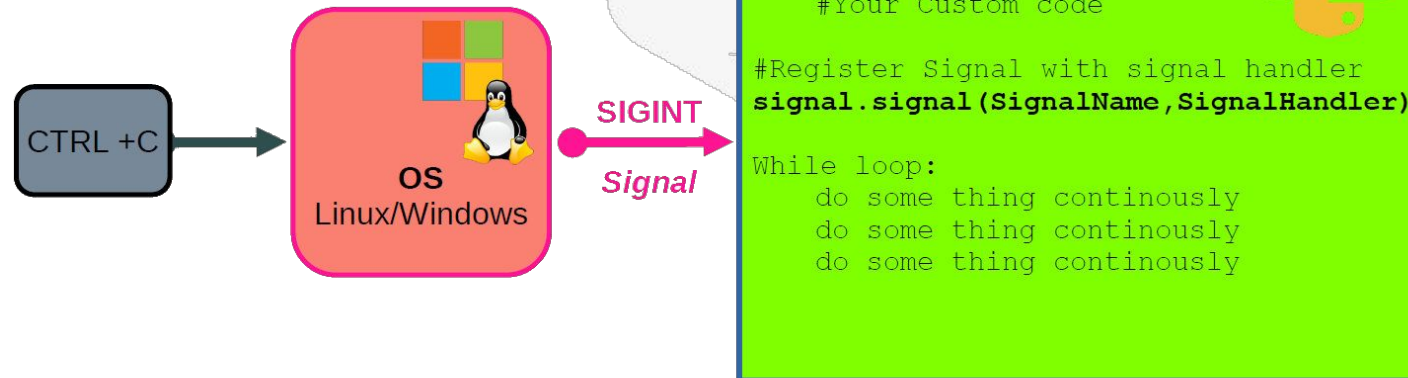 CTRL +C
OS
Linux/Windows
SIGINT
Signal
#Your Custom code
#Register Signal with signal handler
signal.signal(SignalName,SignalHandler)
While loop:
do some thing continously
do some thing continously
do some thing continously